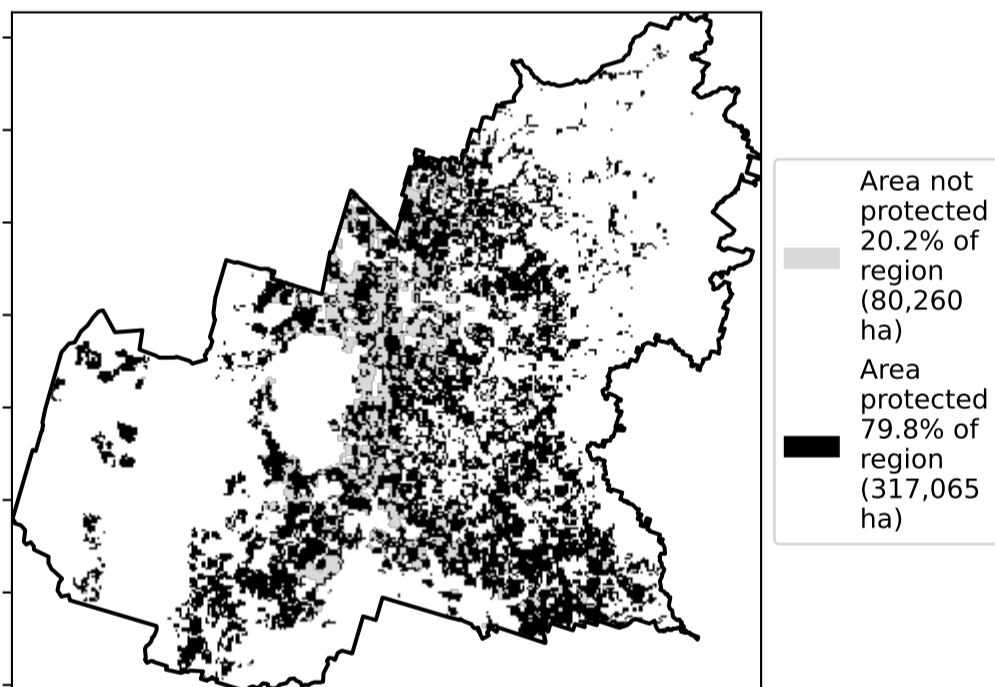 Area not
protected
20.2% of
region
(80,260
ha)
Area
protected
79.8% of
region
(317,065
ha)